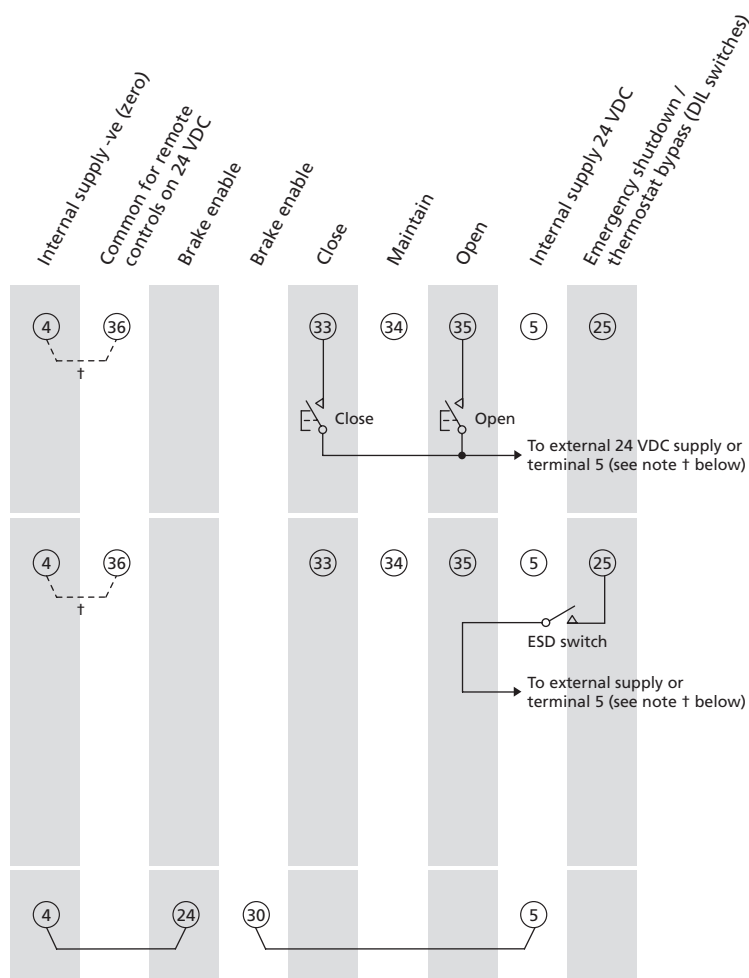 Internal supply -ve (zero)
Common for remote
controls on 24 VDC
Brake enable
Brake enable
Close
Maintain
Open
Internal supply 24 VDC
Emergency shutdown /
thermostat bypass (DIL switches)
4 36 33 34 35 5 25
†
Close Open
To external 24 VDC supply or
terminal 5 (see note † below)
4 36 33 34 35 5 25
†
ESD switch
To external supply or
terminal 5 (see note † below)
4 24 30 5